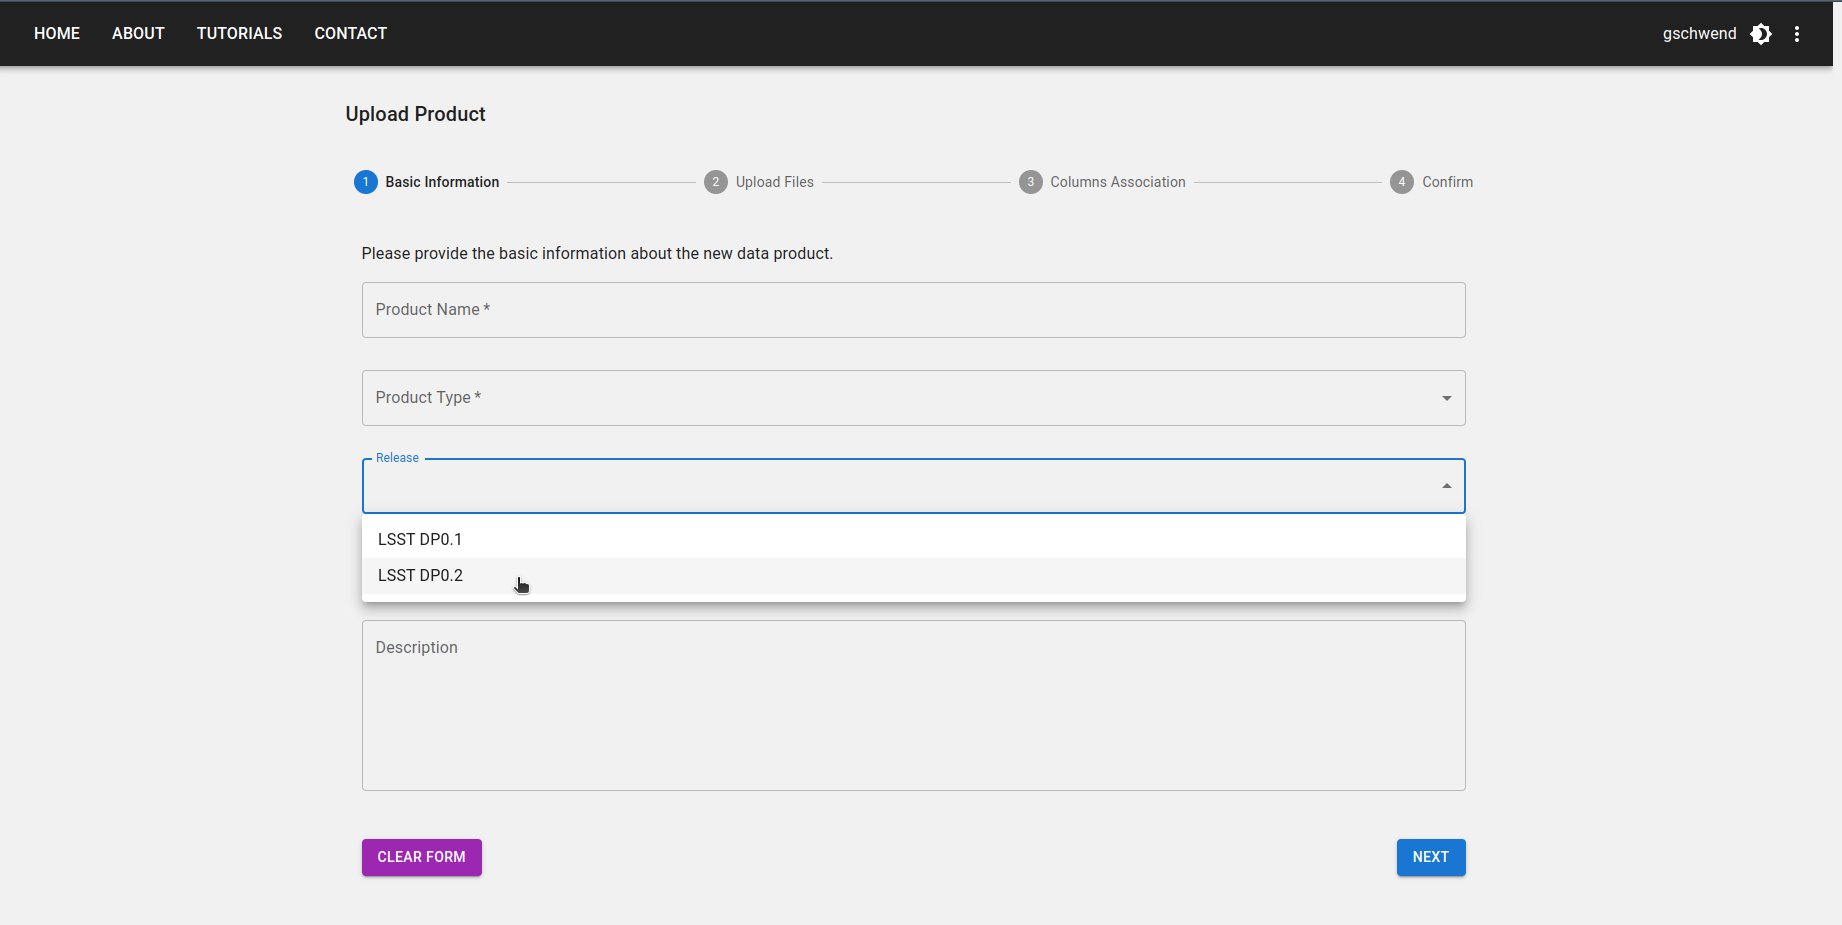 HOME ABOUT TUTORIALS CONTACT gschwend
Upload Product
1 Basic Information 2 Upload Files 3 Columns Association 4 Confirm
Please provide the basic information about the new data product.
Product Name *
Product Type *
Release
LSST DP0.1
LSST DP0.2
Description
CLEAR FORM NEXT